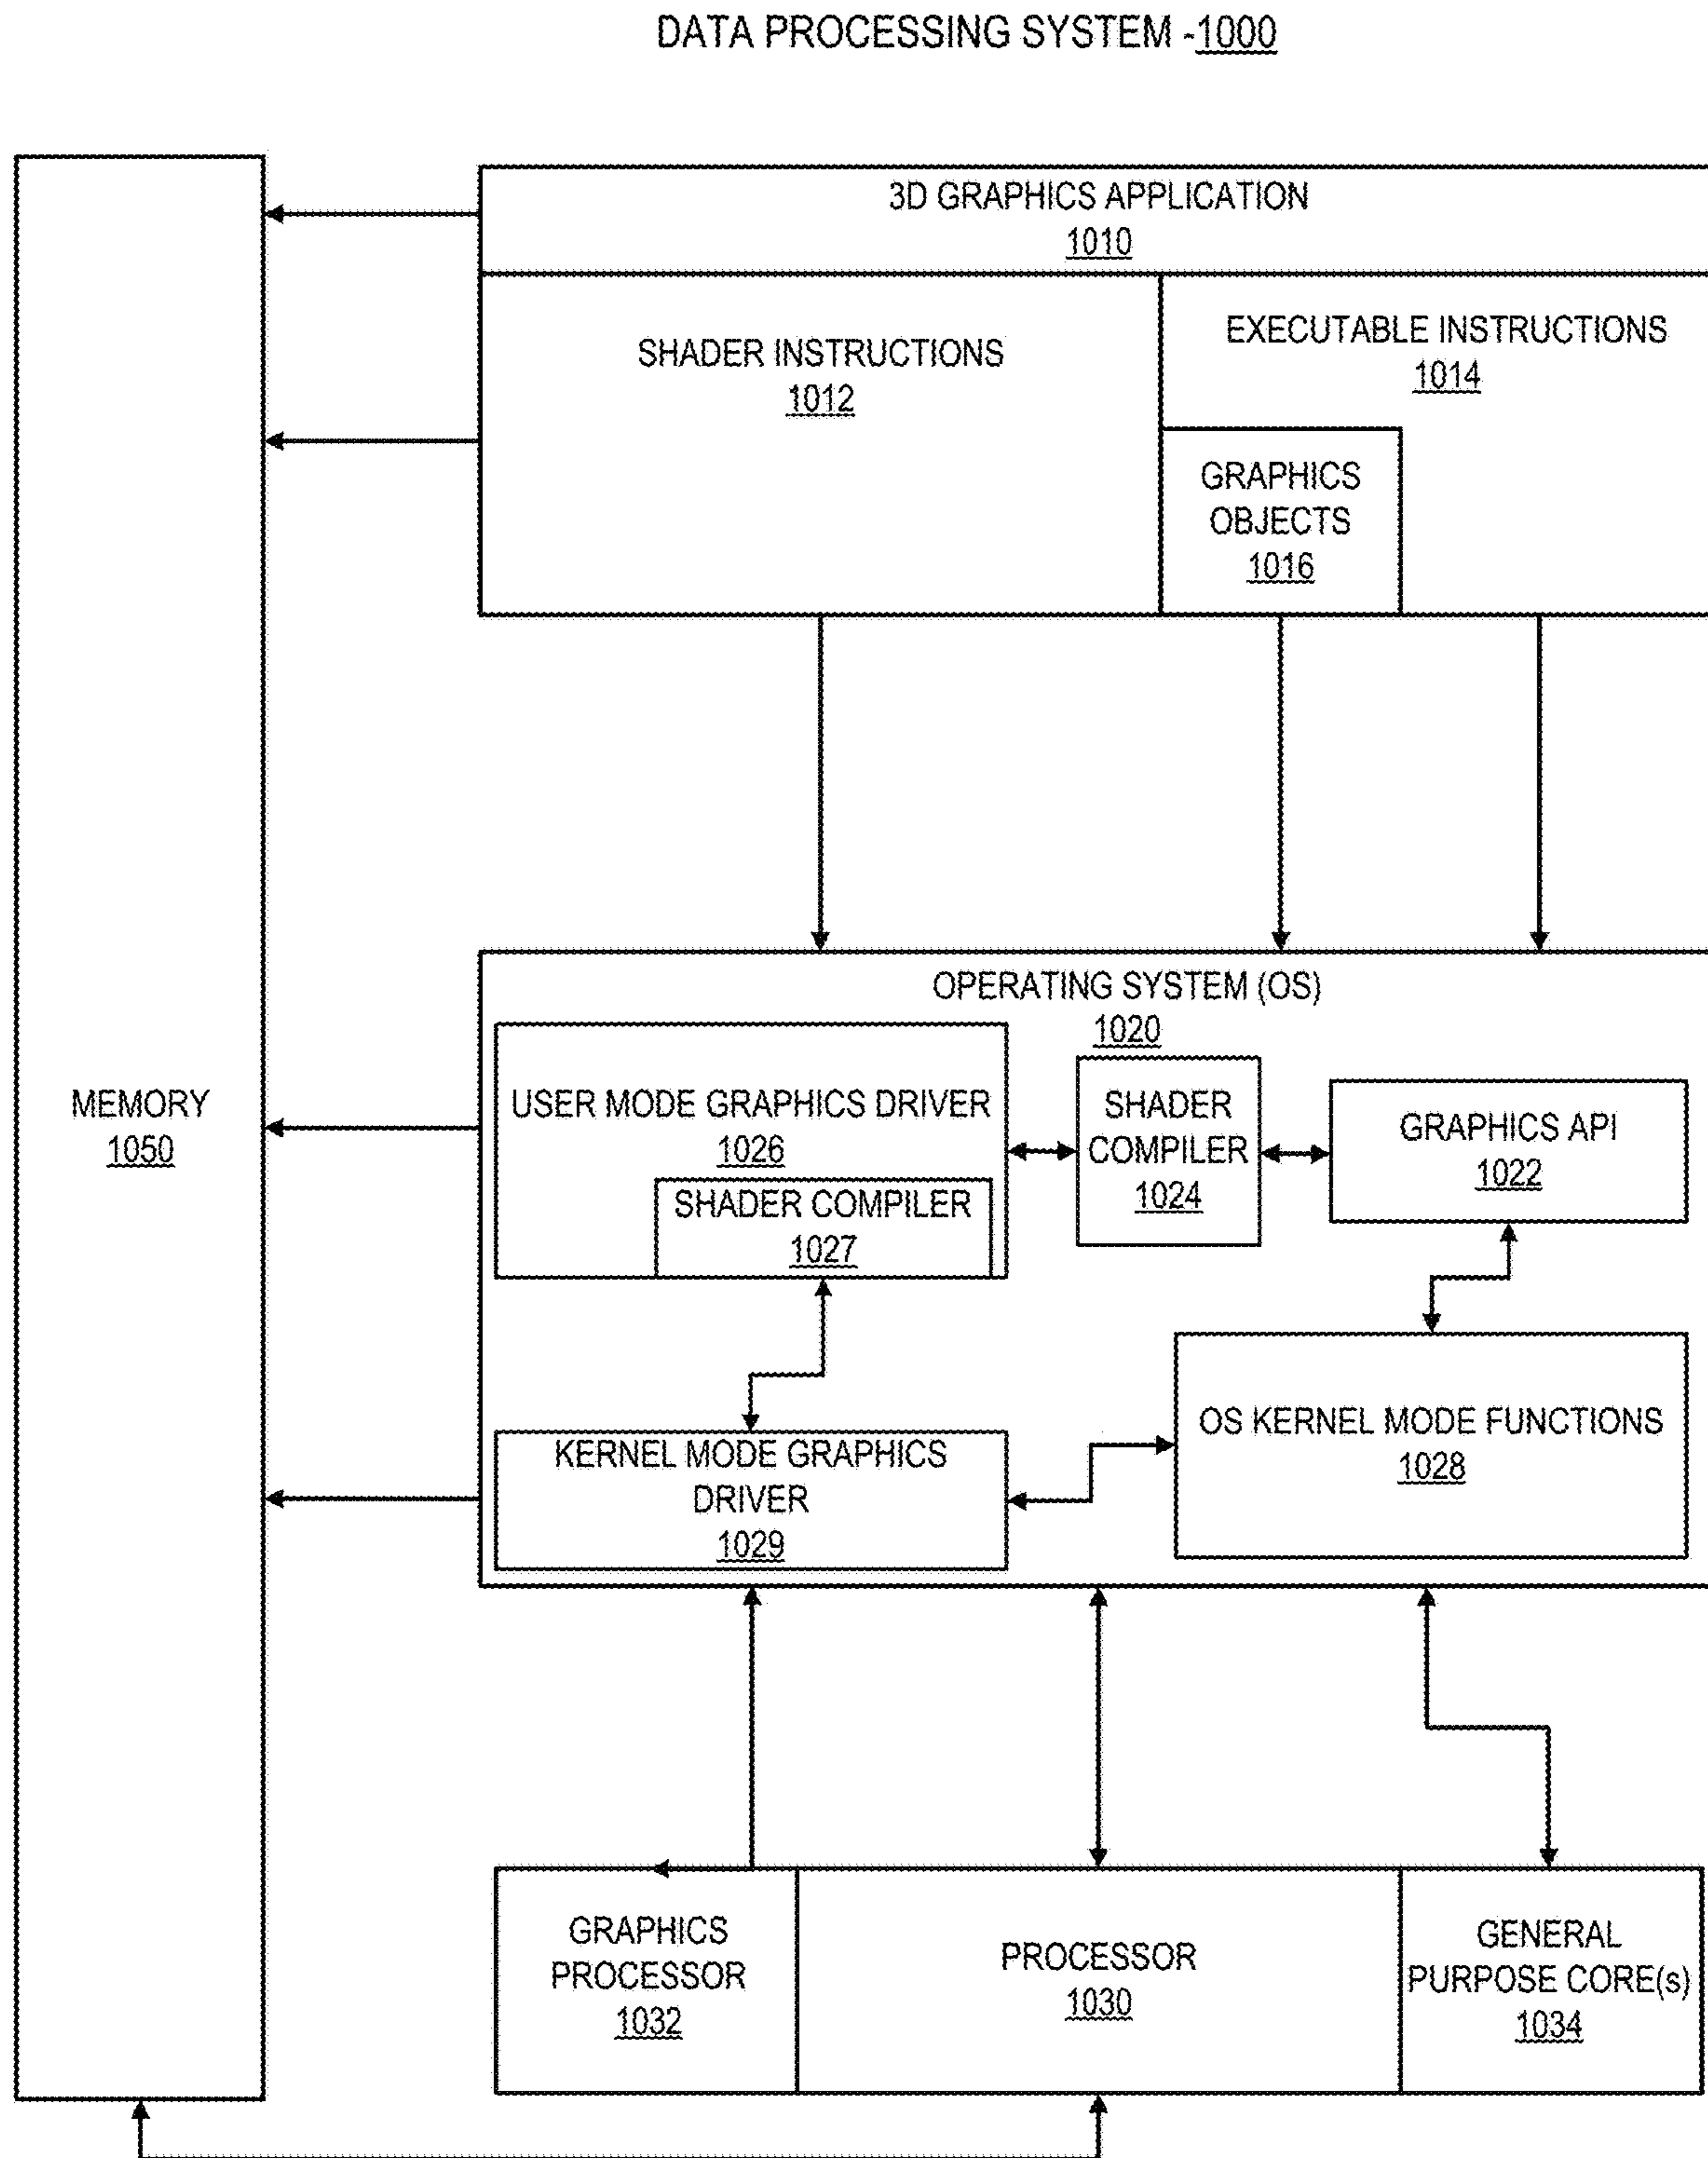 DATA PROCESSING SYSTEM -1000
3D GRAPHICS APPLICATION
1010
SHADER INSTRUCTIONS
1012
EXECUTABLE INSTRUCTIONS
1014
GRAPHICS
OBJECTS
1016
MEMORY
1050
OPERATING SYSTEM (OS)
1020
USER MODE GRAPHICS DRIVER
1026
SHADER COMPILER
1027
SHADER
COMPILER
1024
GRAPHICS API
1022
KERNEL MODE GRAPHICS
DRIVER
1029
OS KERNEL MODE FUNCTIONS
1028
GRAPHICS
PROCESSOR
1032
PROCESSOR
1030
GENERAL
PURPOSE CORE(s)
1034